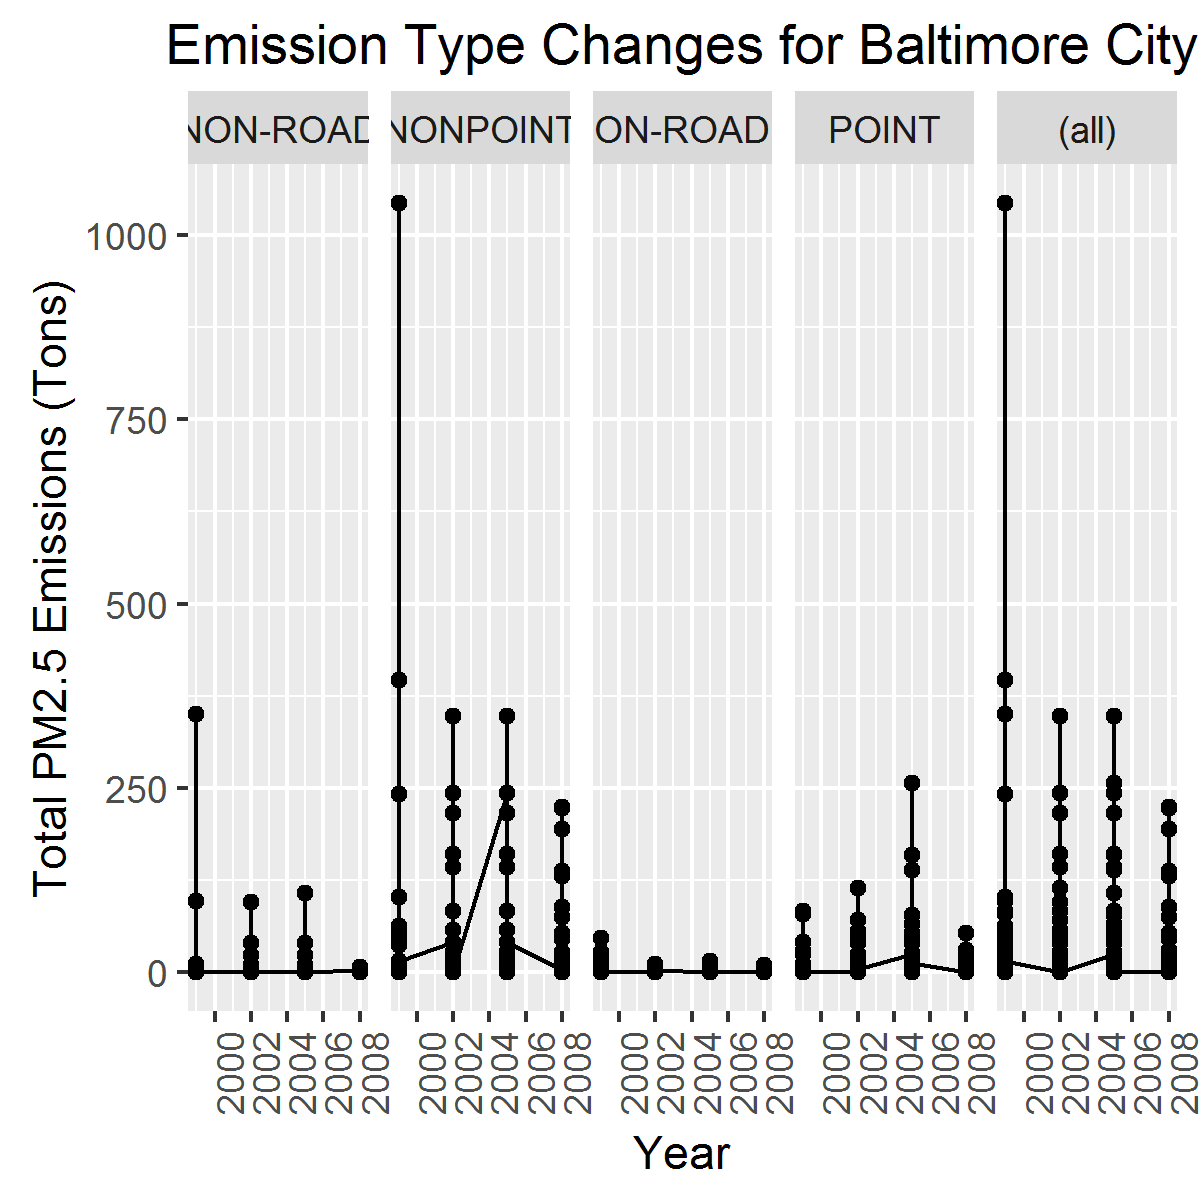 Emission Type Changes for Baltimore City
NON-ROAD NONPOINT ON-ROAD POINT (all)
Total PM2.5 Emissions (Tons)
1000
750
500
250
0
2000 2002 2004 2006 2008 2000 2002 2004 2006 2008 2000 2002 2004 2006 2008 2000 2002 2004 2006 2008 2000 2002 2004 2006 2008
Year